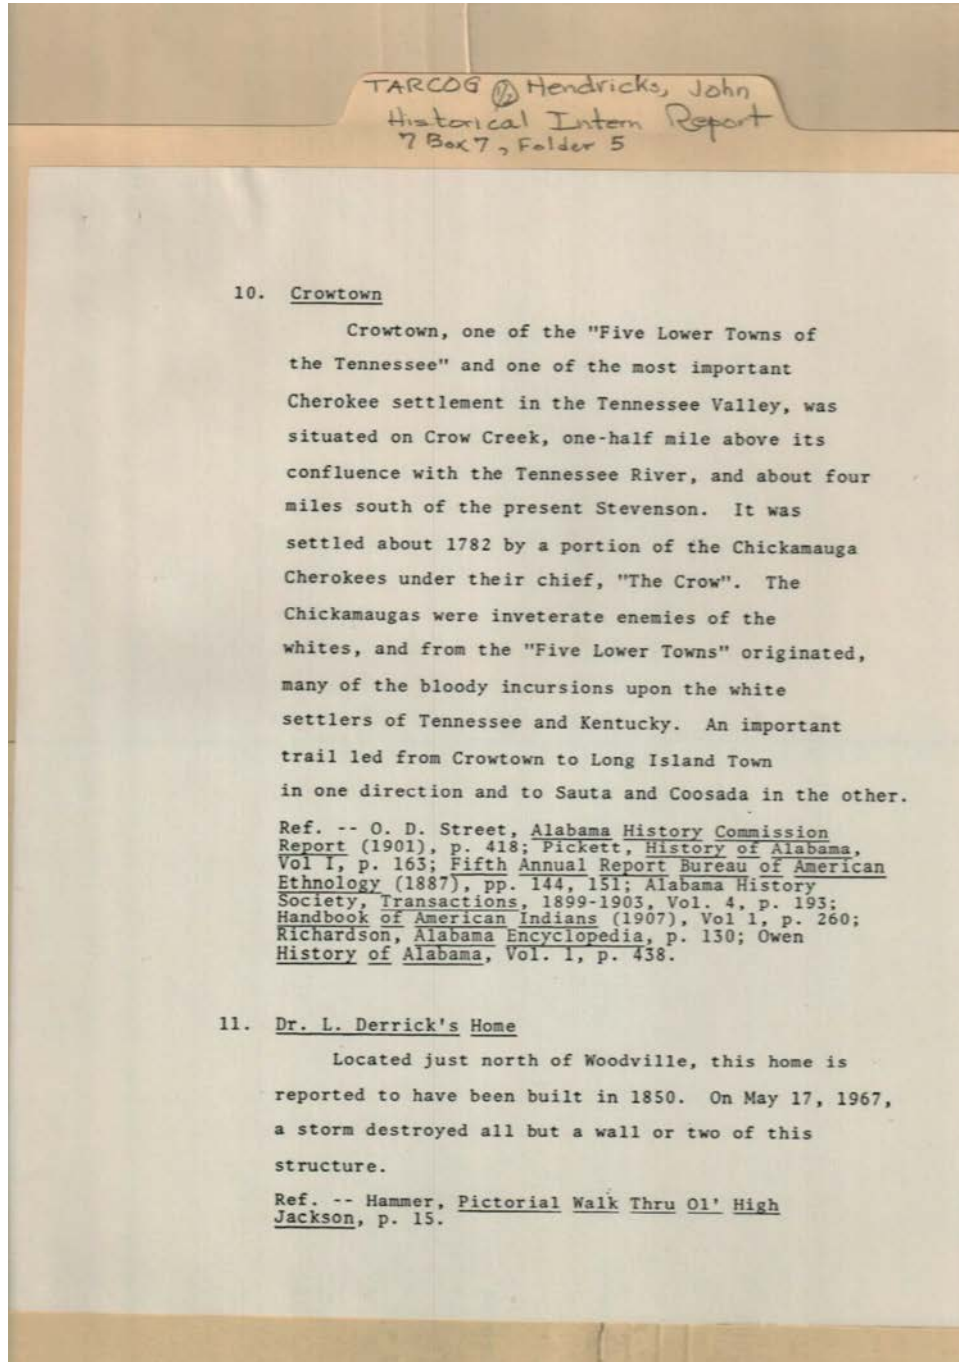 TARCOG 1/2 Hendricks, John
Historical Intern Report
7 Box 7, Folder 5
10. Crowtown
Crowtown, one of the "Five Lower Towns of
the Tennessee" and one of the most important
Cherokee settlement in the Tennessee Valley, was
situated on Crow Creek, one-half mile above its
confluence with the Tennessee River, and about four
miles south of the present Stevenson. It was
settled about 1782 by a portion of the Chickamauga
Cherokees under their chief, "The Crow". The
Chickamaugas were inveterate enemies of the
whites, and from the "Five Lower Towns" originated,
many of the bloody incursions upon the white
settlers of Tennessee and Kentucky. An important
trail led from Crowtown to Long Island Town
in one direction and to Sauta and Coosada in the other.
Ref. -- O. D. Street, Alabama History Commission
Report (1901), p. 418; Pickett, History of Alabama,
Vol I, p. 163; Fifth Annual Report Bureau of American
Ethnology (1887), pp. 144, 151; Alabama History
Society, Transactions, 1899-1903, Vol. 4, p. 193;
Handbook of American Indians (1907), Vol 1, p. 260;
Richardson, Alabama Encyclopedia, p. 130; Owen
History of Alabama, Vol. 1, p. 438.
11. Dr. L. Derrick's Home
Located just north of Woodville, this home is
reported to have been built in 1850. On May 17, 1967,
a storm destroyed all but a wall or two of this
structure.
Ref. -- Hammer, Pictorial Walk Thru Ol' High
Jackson, p. 15.